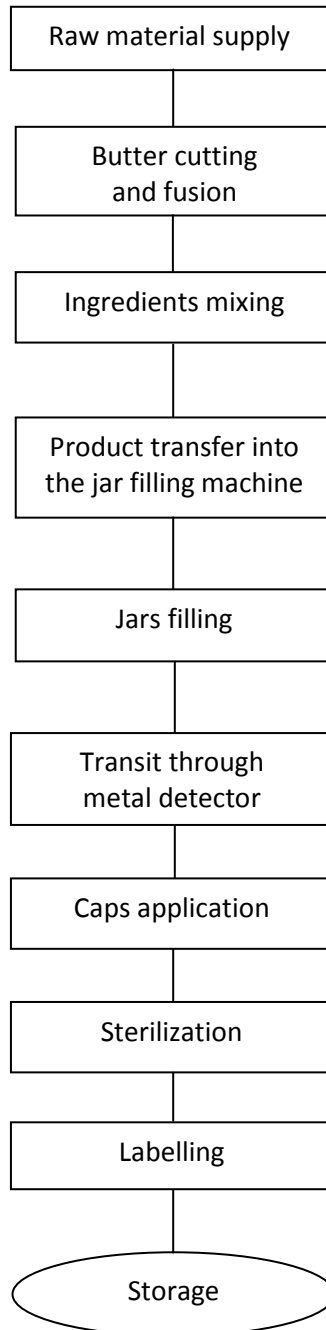 Raw material supply
Butter cutting
and fusion
Ingredients mixing
Product transfer into
the jar filling machine
Jars filling
Transit through
metal detector
Caps application
Sterilization
Labelling
Storage